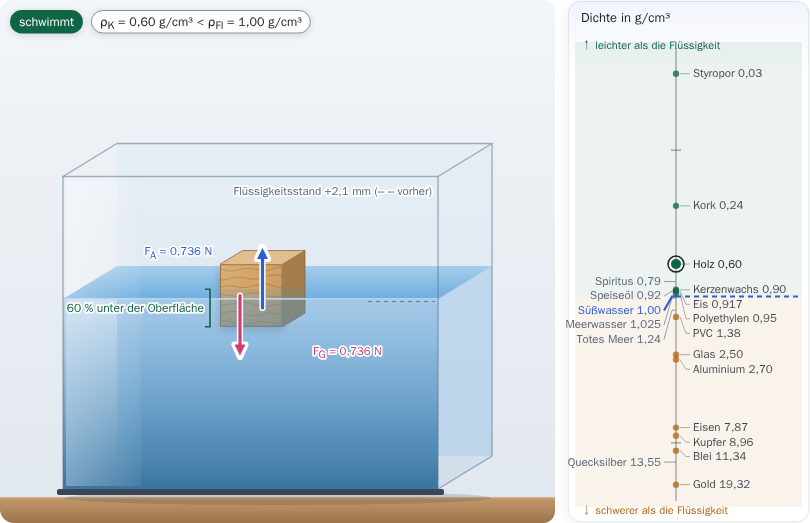 schwimmt
ρK = 0,60 g/cm³ < ρFl = 1,00 g/cm³
Flüssigkeitsstand +2,1 mm (– – vorher)
FA = 0,736 N
60 % unter der Oberfläche
FG = 0,736 N
Dichte in g/cm³
↑ leichter als die Flüssigkeit
Styropor 0,03
Kork 0,24
Holz 0,60
Spiritus 0,79
Kerzenwachs 0,90
Speiseöl 0,92
Eis 0,917
Süßwasser 1,00
Polyethylen 0,95
Meerwasser 1,025
PVC 1,38
Totes Meer 1,24
Glas 2,50
Aluminium 2,70
Eisen 7,87
Kupfer 8,96
Blei 11,34
Quecksilber 13,55
Gold 19,32
↓ schwerer als die Flüssigkeit